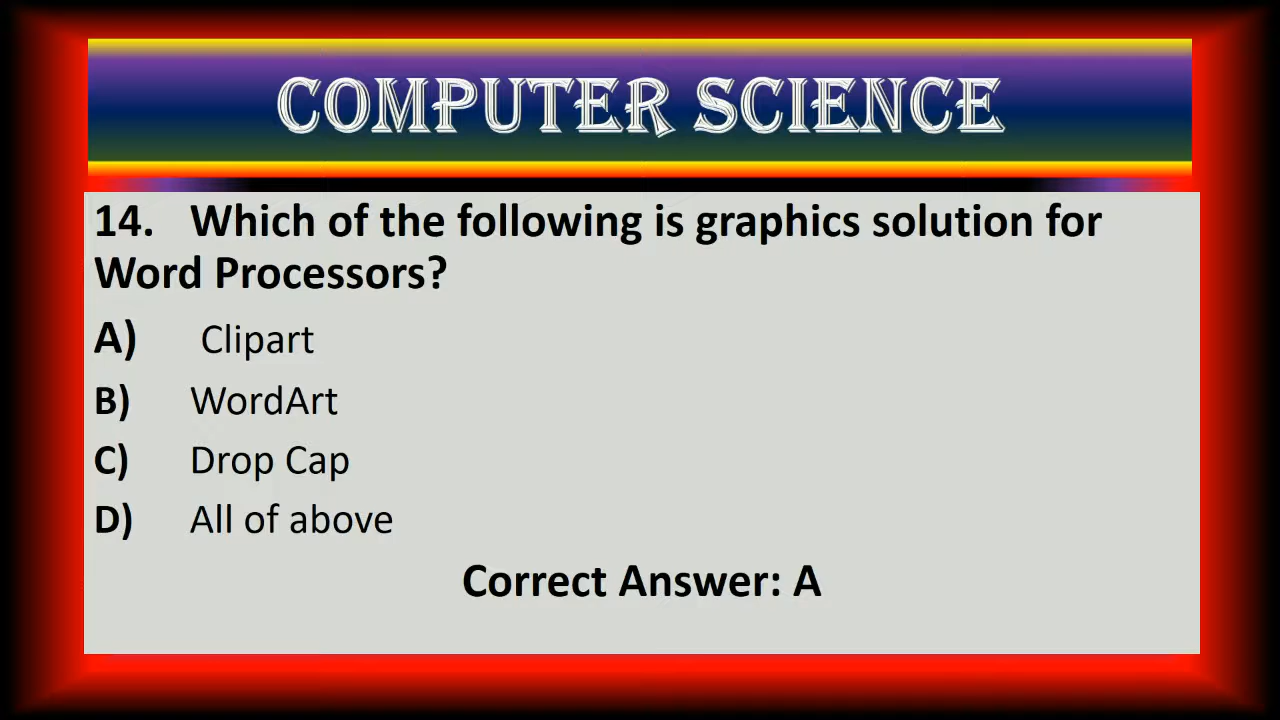 COMPUTER SCIENCE
14. Which of the following is graphics solution for
Word Processors?
A) Clipart
B) WordArt
C) Drop Cap
D) All of above
Correct Answer: A